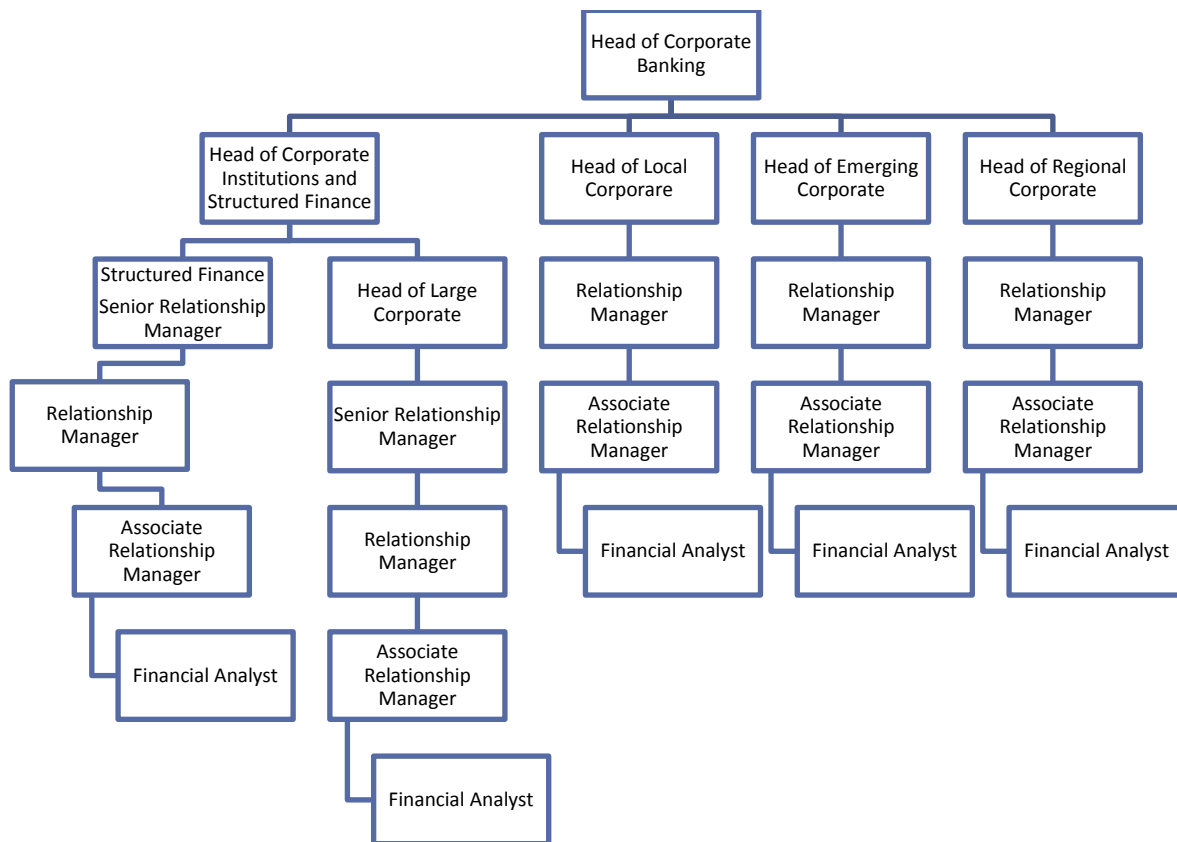 Head of Corporate
Banking
Head of Corporate
Institutions and
Structured Finance
Head of Local
Corporare
Head of Emerging
Corporate
Head of Regional
Corporate
Structured Finance
Senior Relationship
Manager
Head of Large
Corporate
Relationship
Manager
Relationship
Manager
Relationship
Manager
Relationship
Manager
Senior Relationship
Manager
Associate
Relationship
Manager
Associate
Relationship
Manager
Associate
Relationship
Manager
Associate
Relationship
Manager
Relationship
Manager
Financial Analyst
Financial Analyst
Financial Analyst
Financial Analyst
Associate
Relationship
Manager
Financial Analyst